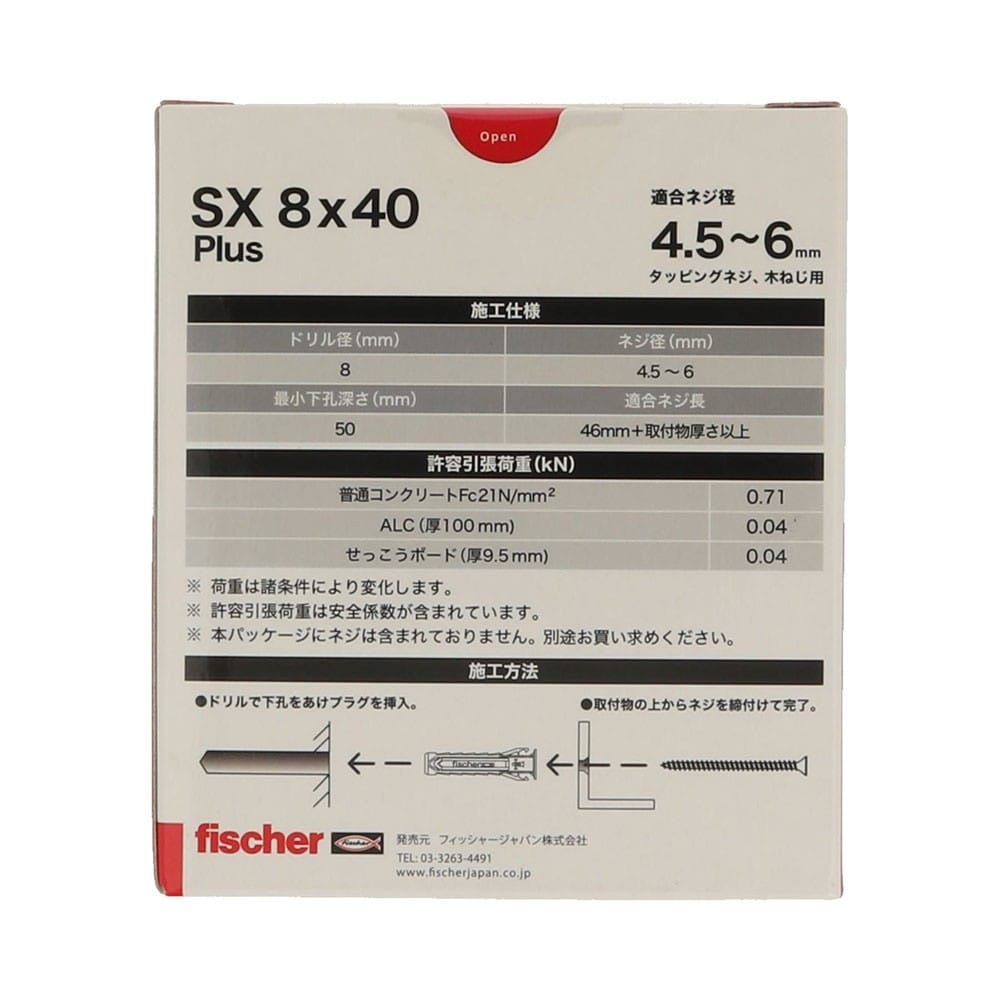 Open
SX 8x40
Plus
適合ネジ径
4.5～6mm
タッピングネジ、木ねじ用
施工仕様
ドリル径(mm) ネジ径(mm)
8 4.5～6
最小下孔深さ(mm) 適合ネジ長
50 46mm＋取付物厚さ以上
許容引張荷重(kN)
普通コンクリートFc21N/mm² 0.71
ALC(厚100mm) 0.04
せっこうボード(厚9.5mm) 0.04
※ 荷重は諸条件により変化します。
※ 許容引張荷重は安全係数が含まれています。
※ 本パッケージにネジは含まれておりません。別途お買い求めください。
施工方法
●ドリルで下孔をあけプラグを挿入。 ●取付物の上からネジを締付けて完了。
fischer
fischer fischer 発売元 フィッシャージャパン株式会社
TEL: 03-3263-4491
www.fischerjapan.co.jp